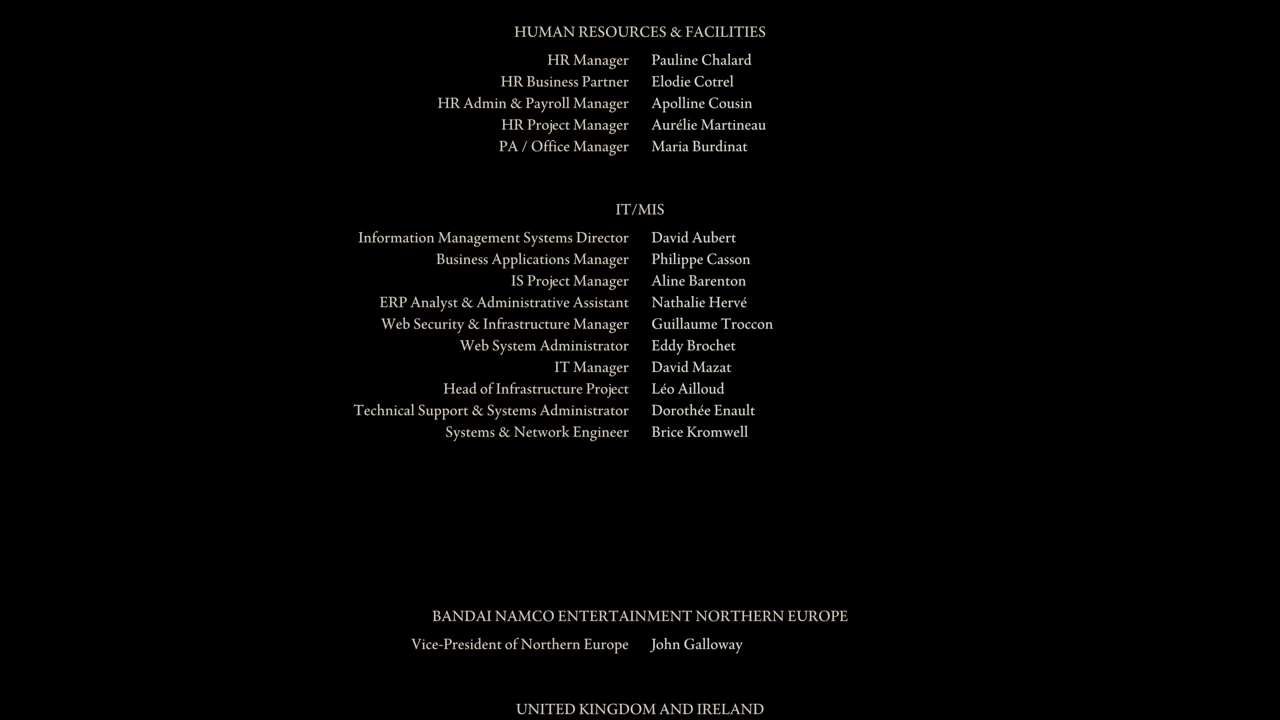 HUMAN RESOURCES & FACILITIES
HR Manager Pauline Chalard
HR Business Partner Elodie Cotrel
HR Admin & Payroll Manager Apolline Cousin
HR Project Manager Aurélie Martineau
PA / Office Manager Maria Burdinat
IT/MIS
Information Management Systems Director David Aubert
Business Applications Manager Philippe Casson
IS Project Manager Aline Barenton
ERP Analyst & Administrative Assistant Nathalie Hervé
Web Security & Infrastructure Manager Guillaume Troccon
Web System Administrator Eddy Brochet
IT Manager David Mazat
Head of Infrastructure Project Léo Ailloud
Technical Support & Systems Administrator Dorothée Enault
Systems & Network Engineer Brice Kromwell
BANDAI NAMCO ENTERTAINMENT NORTHERN EUROPE
Vice-President of Northern Europe John Galloway
UNITED KINGDOM AND IRELAND